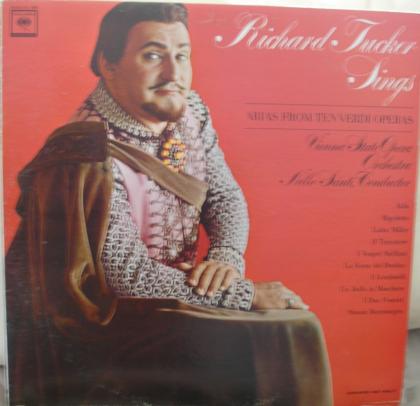 Richard Tucker
Sings
ARIAS FROM TEN VERDI OPERAS
Vienna State Opera
Orchestra
Nello Santi, Conductor
Aida
Rigoletto
Luisa Miller
Il Trovatore
I Vespri Siciliani
La Forza del Destino
I Lombardi
Un Ballo in Maschera
I Due Foscari
Simon Boccanegra